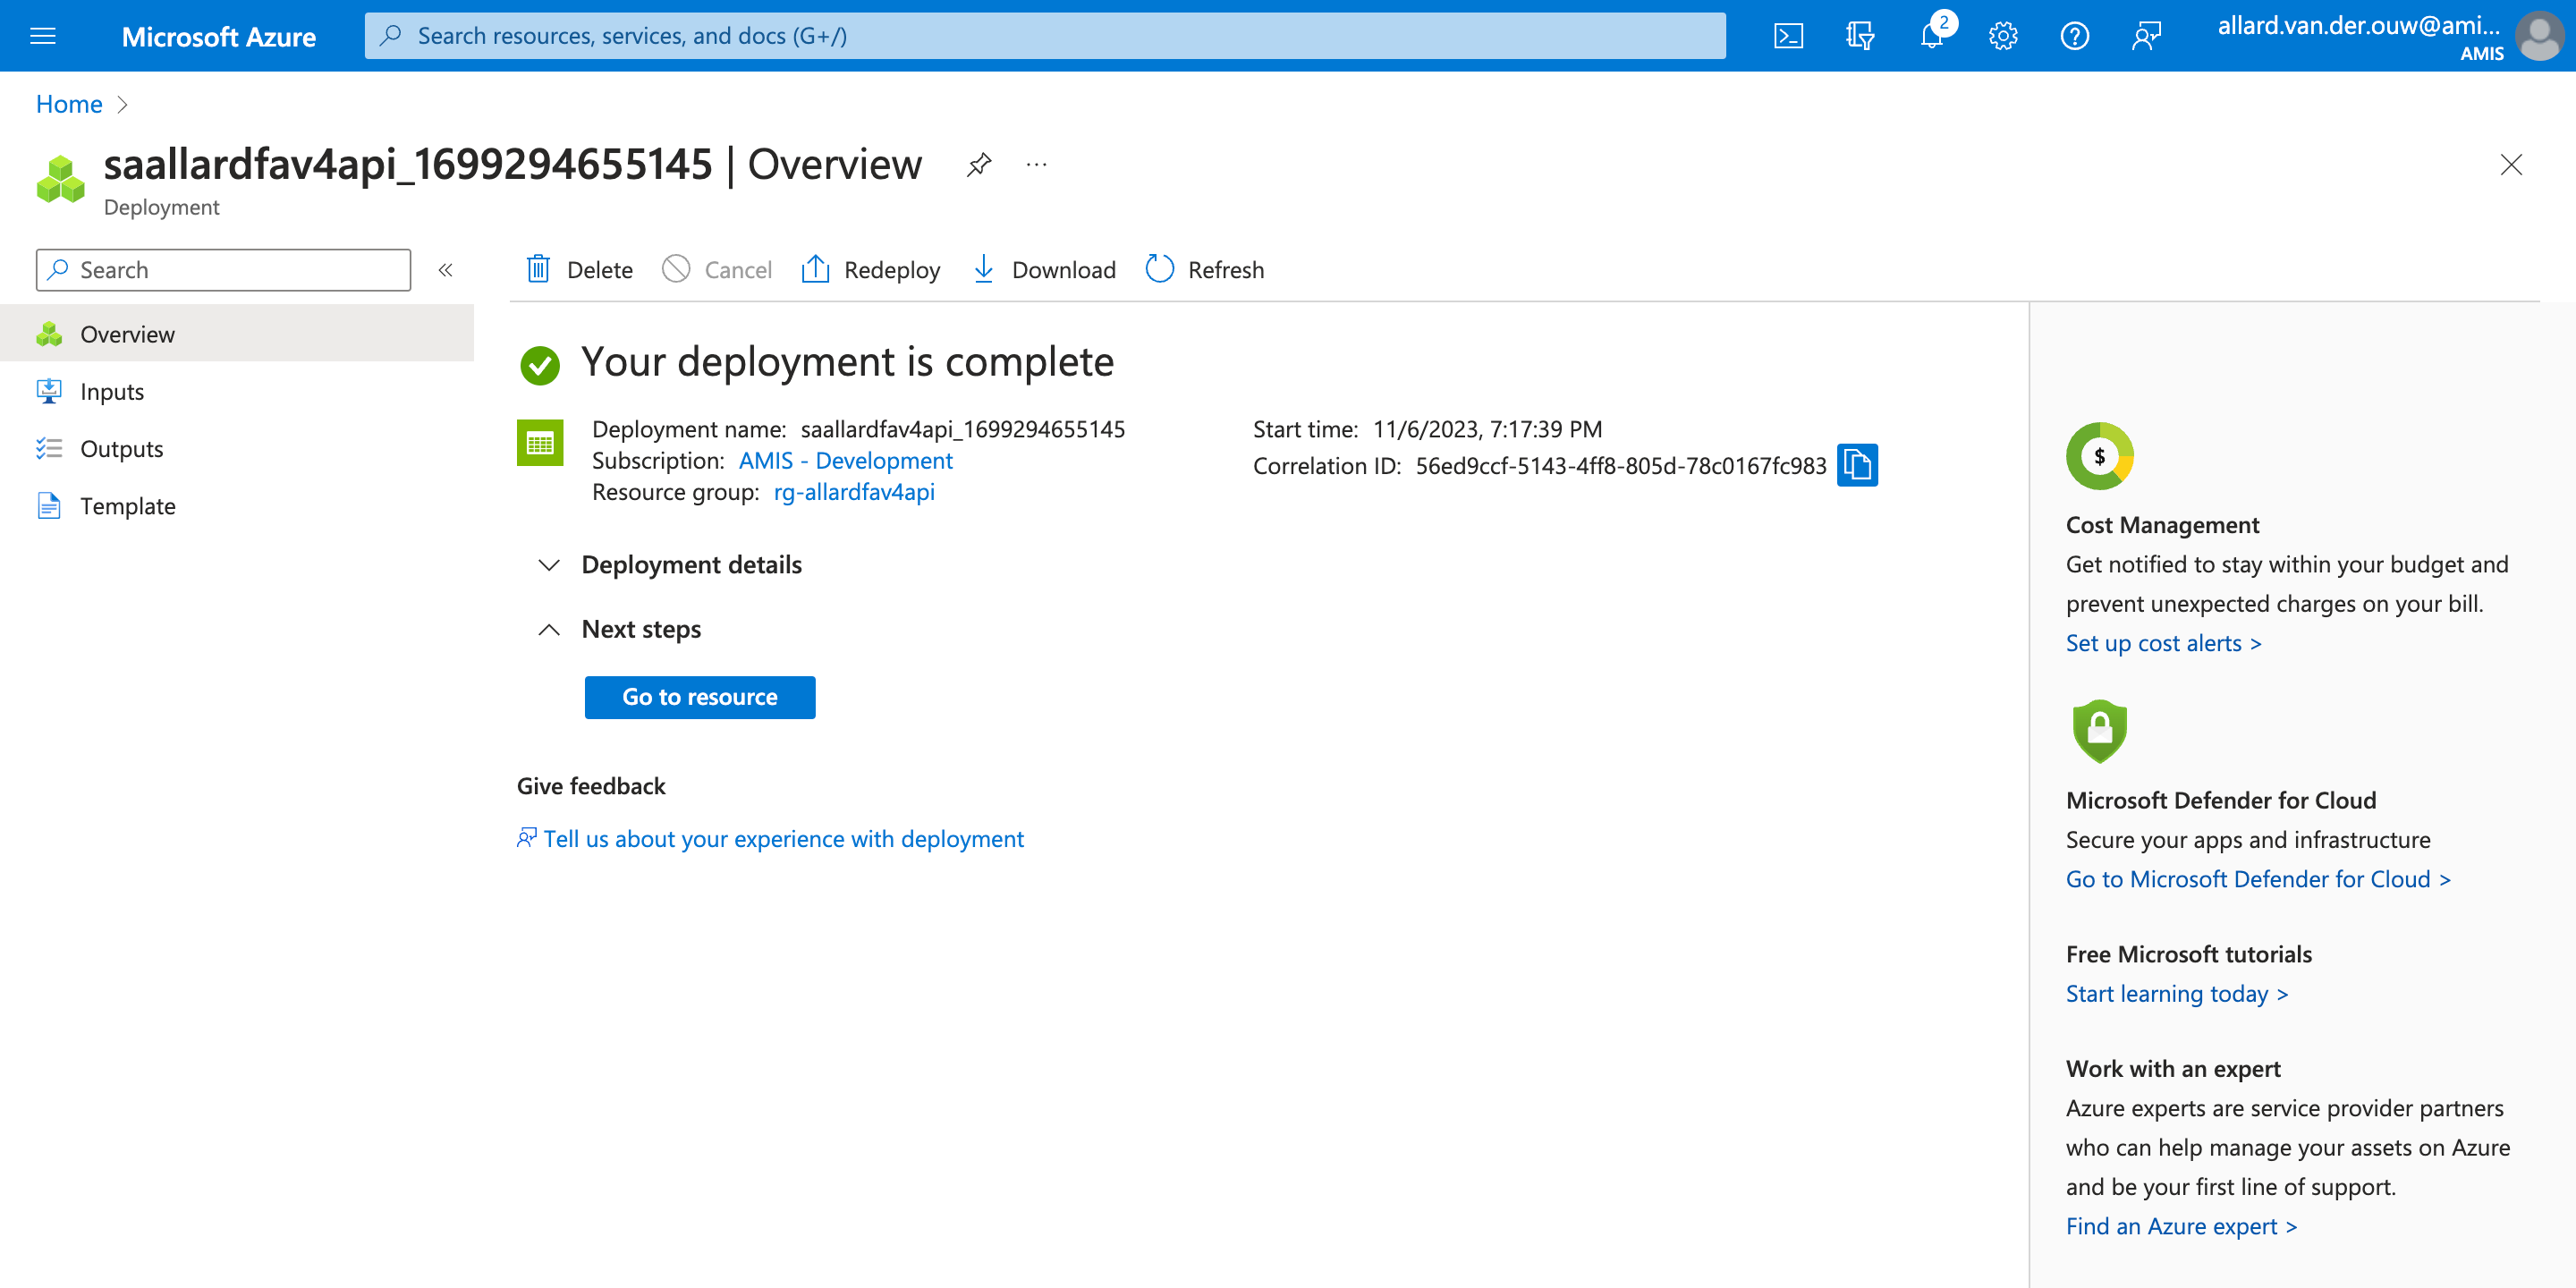 Microsoft Azure
Search resources, services, and docs (G+/)
2
allard.van.der.ouw@ami...
AMIS
Home
saallardfav4api_1699294655145 | Overview
...
Deployment
Search
«
Delete
Cancel
Redeploy
Download
Refresh
Overview
Inputs
Outputs
Template
Your deployment is complete
Deployment name: saallardfav4api_1699294655145
Subscription: AMIS - Development
Resource group: rg-allardfav4api
Start time: 11/6/2023, 7:17:39 PM
Correlation ID: 56ed9ccf-5143-4ff8-805d-78c0167fc983
Deployment details
Next steps
Go to resource
Give feedback
Tell us about your experience with deployment
$
Cost Management
Get notified to stay within your budget and
prevent unexpected charges on your bill.
Set up cost alerts >
Microsoft Defender for Cloud
Secure your apps and infrastructure
Go to Microsoft Defender for Cloud >
Free Microsoft tutorials
Start learning today >
Work with an expert
Azure experts are service provider partners
who can help manage your assets on Azure
and be your first line of support.
Find an Azure expert >